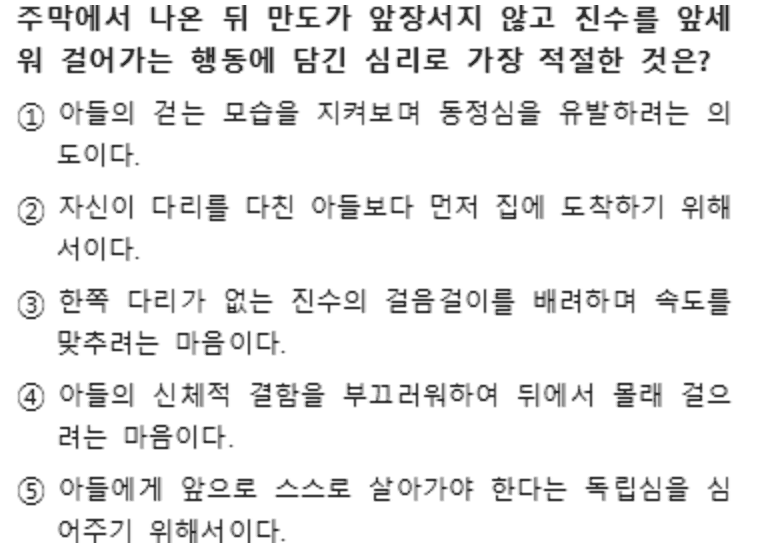 주막에서 나온 뒤 만도가 앞장서지 않고 진수를 앞세
워 걸어가는 행동에 담긴 심리로 가장 적절한 것은?
① 아들의 걷는 모습을 지켜보며 동정심을 유발하려는 의
도이다.
② 자신이 다리를 다친 아들보다 먼저 집에 도착하기 위해
서이다.
③ 한쪽 다리가 없는 진수의 걸음걸이를 배려하며 속도를
맞추려는 마음이다.
④ 아들의 신체적 결함을 부끄러워하여 뒤에서 몰래 걸으
려는 마음이다.
⑤ 아들에게 앞으로 스스로 살아가야 한다는 독립심을 심
어주기 위해서이다.